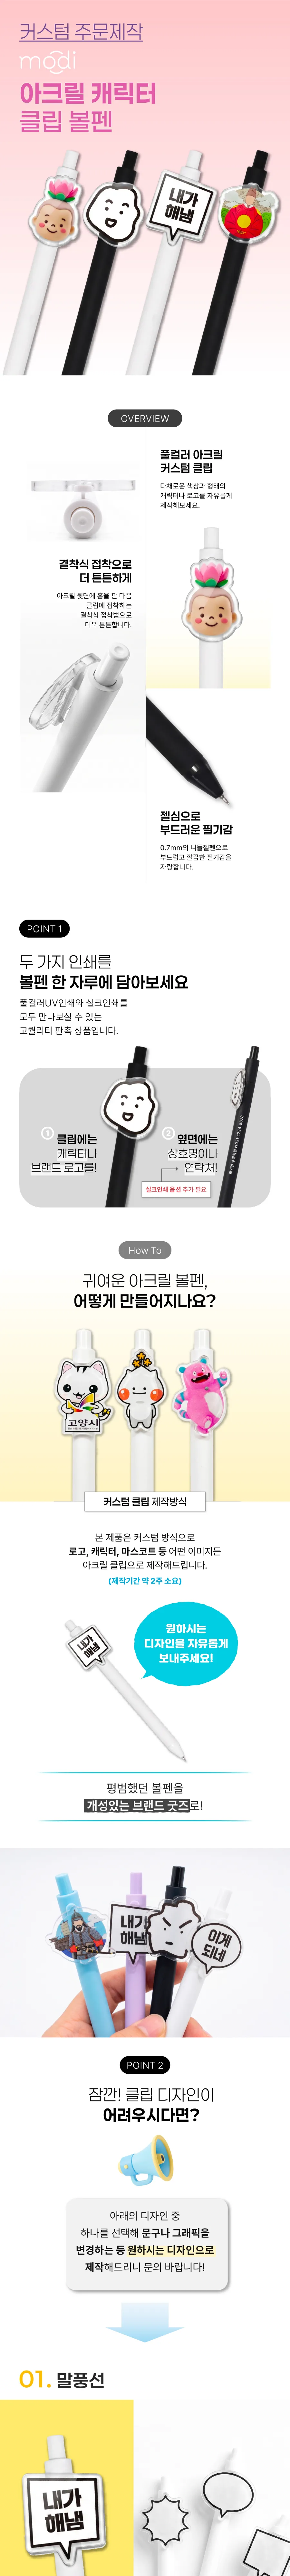 커스텀 주문제작
modi
아크릴 캐릭터
클립 볼펜
내가
해냄
OVERVIEW
풀컬러 아크릴
커스텀 클립
다채로운 색상과 형태의
캐릭터나 로고를 자유롭게
제작해보세요.
결착식 접착으로
더 튼튼하게
아크릴 뒷면에 홈을 판 다음
클립에 접착하는
결착식 접착법으로
더욱 튼튼합니다.
젤심으로
부드러운 필기감
0.7mm의 니들젤펜으로
부드럽고 깔끔한 필기감을
자랑합니다.
POINT 1
두 가지 인쇄를
볼펜 한 자루에 담아보세요
풀컬러UV인쇄와 실크인쇄를
모두 만나보실 수 있는
고퀄리티 판촉 상품입니다.
1 클립에는
캐릭터나
브랜드 로고를!
2 옆면에는
상호명이나
연락처!
실크인쇄 옵션 추가 필요
How To
귀여운 아크릴 볼펜,
어떻게 만들어지나요?
고양시
커스텀 클립 제작방식
본 제품은 커스텀 방식으로
로고, 캐릭터, 마스코트 등 어떤 이미지든
아크릴 클립으로 제작해드립니다.
(제작기간 약 2주 소요)
원하시는
디자인을 자유롭게
보내주세요!
내가
해냄
평범했던 볼펜을
개성있는 브랜드 굿즈로!
내가
해냄
이게
되네
POINT 2
잠깐! 클립 디자인이
어려우시다면?
아래의 디자인 중
하나를 선택해 문구나 그래픽을
변경하는 등 원하시는 디자인으로
제작해드리니 문의 바랍니다!
01. 말풍선
내가
해냄